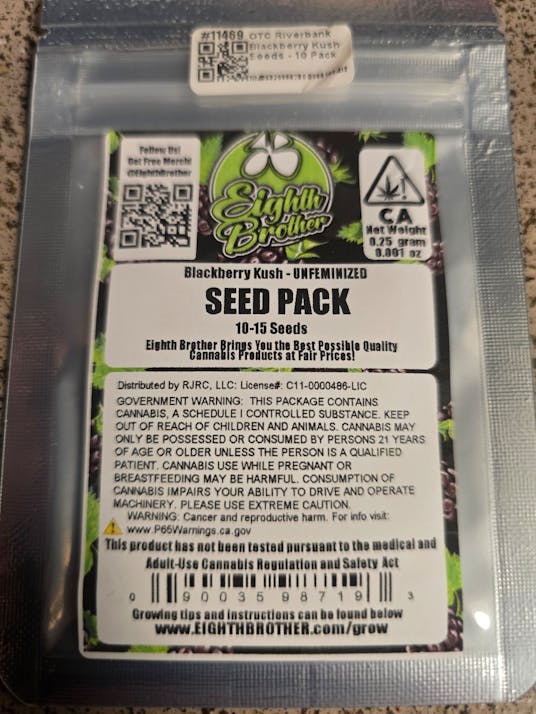 #11469 OTC Riverbank
Blackberry Kush
Seeds - 10 Pack
Follow Us!
Get Free Merch!
@EighthBrother
Eighth
Brother
CA
Net Weight
0.25 gram
0.001 oz
Blackberry Kush - UNFEMINIZED
SEED PACK
10-15 Seeds
Eighth Brother Brings You the Best Possible Quality
Cannabis Products at Fair Prices!
Distributed by RJRC, LLC: License#: C11-0000486-LIC
GOVERNMENT WARNING: THIS PACKAGE CONTAINS
CANNABIS, A SCHEDULE I CONTROLLED SUBSTANCE. KEEP
OUT OF REACH OF CHILDREN AND ANIMALS. CANNABIS MAY
ONLY BE POSSESSED OR CONSUMED BY PERSONS 21 YEARS
OF AGE OR OLDER UNLESS THE PERSON IS A QUALIFIED
PATIENT. CANNABIS USE WHILE PREGNANT OR
BREASTFEEDING MAY BE HARMFUL. CONSUMPTION OF
CANNABIS IMPAIRS YOUR ABILITY TO DRIVE AND OPERATE
MACHINERY. PLEASE USE EXTREME CAUTION.
WARNING: Cancer and reproductive harm. For info visit:
www.P65Warnings.ca.gov
This product has not been tested pursuant to the medical and
Adult-Use Cannabis Regulation and Safety Act
0 90035 98719 3
Growing tips and instructions can be found below
www.EIGHTHBROTHER.com/grow